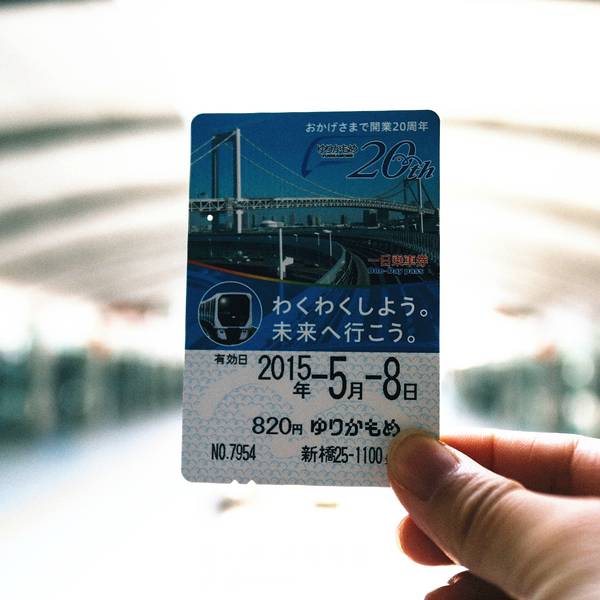 おかげさまで開業20周年
ゆりかもめ
20th
一日乗車券
One-Day pass
わくわくしよう。
未来へ行こう。
有効日
2015年-5月-8日
820円 ゆりかもめ
NO.7954 新橋25-1100